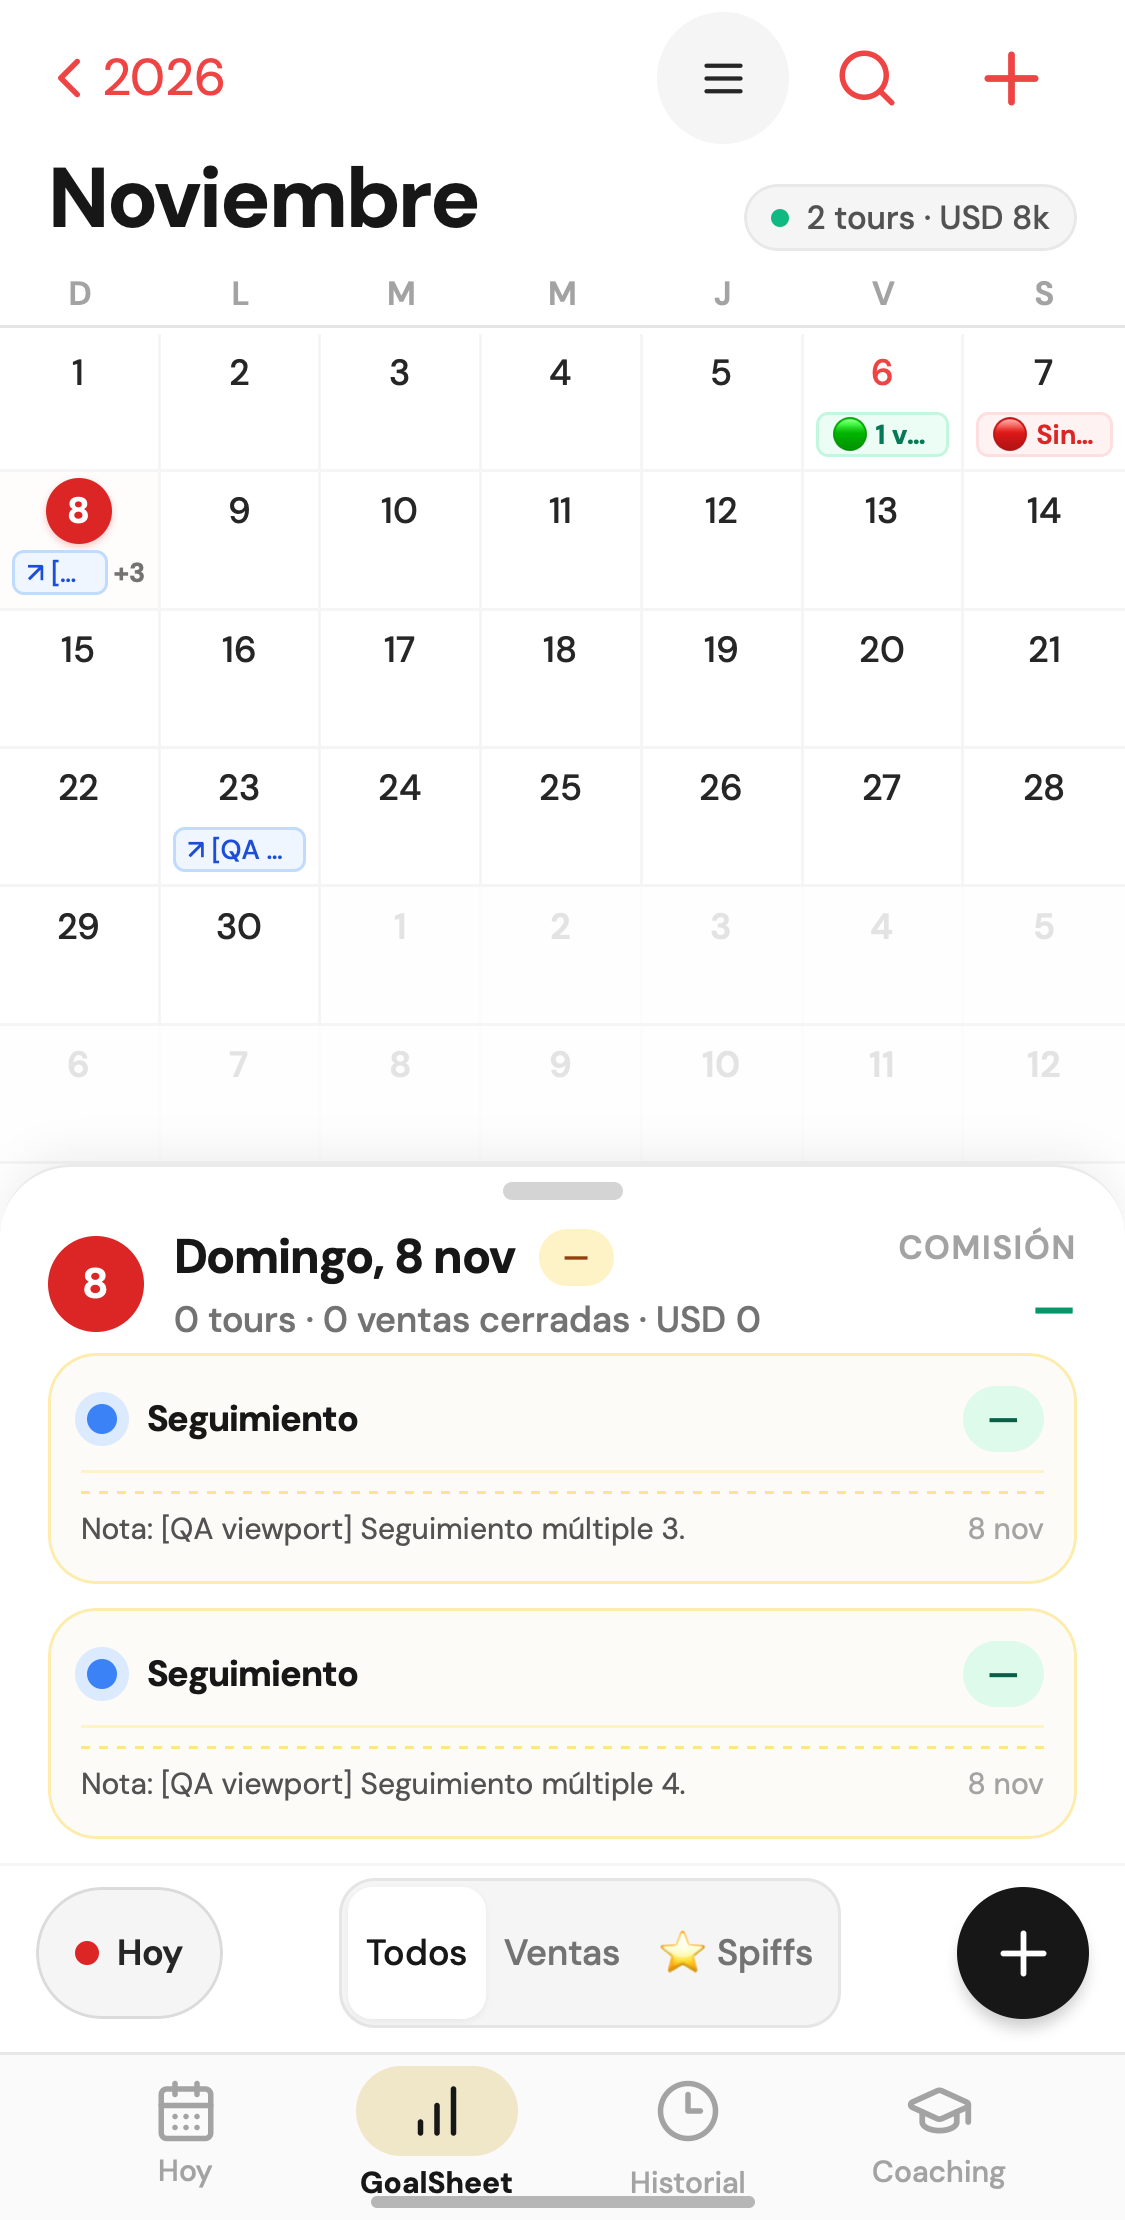 2026
Noviembre
2 tours · USD 8k
D L M M J V S
1 2 3 4 5 6 7
1 v... Sin...
8 9 10 11 12 13 14
[... +3
15 16 17 18 19 20 21
22 23 24 25 26 27 28
[QA ...
29 30 1 2 3 4 5
6 7 8 9 10 11 12
8 Domingo, 8 nov — COMISIÓN
0 tours · 0 ventas cerradas · USD 0 —
Seguimiento —
Nota: [QA viewport] Seguimiento múltiple 3. 8 nov
Seguimiento —
Nota: [QA viewport] Seguimiento múltiple 4. 8 nov
Hoy Todos Ventas ⭐ Spiffs
Hoy GoalSheet Historial Coaching